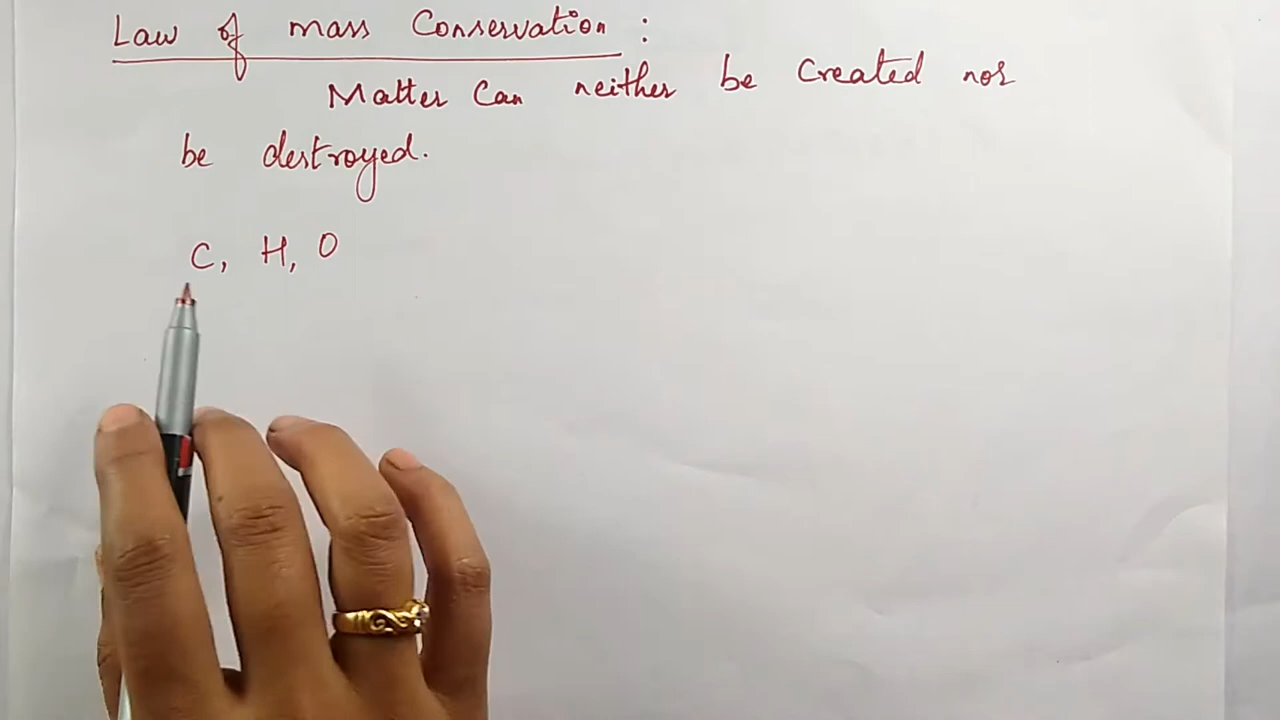 Law of mass Conservation :
Matter Can neither be Created nor
be destroyed.
C, H, O